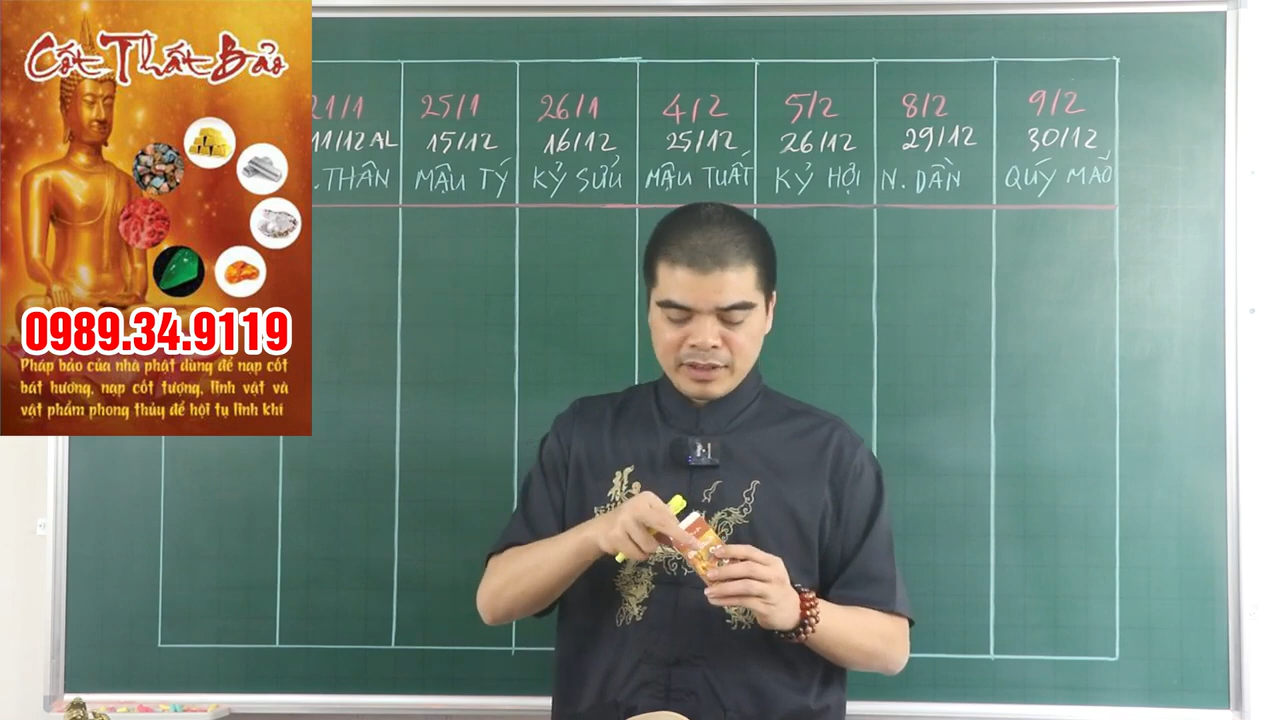 Cốt Thất Bảo
0989.34.9119
Pháp bảo của nhà phật dùng để nạp cốt
bát hương, nạp cốt tượng, linh vật và
vật phẩm phong thủy để hội tụ linh khí
21/1 25/1 26/1 4/2 5/2 8/2 9/2
11/12AL 15/12 16/12 25/12 26/12 29/12 30/12
.THÂN MẬU TÝ KỶ SỬU MẬU TUẤT KỶ HỢI N. DẦN QUÝ MÃO